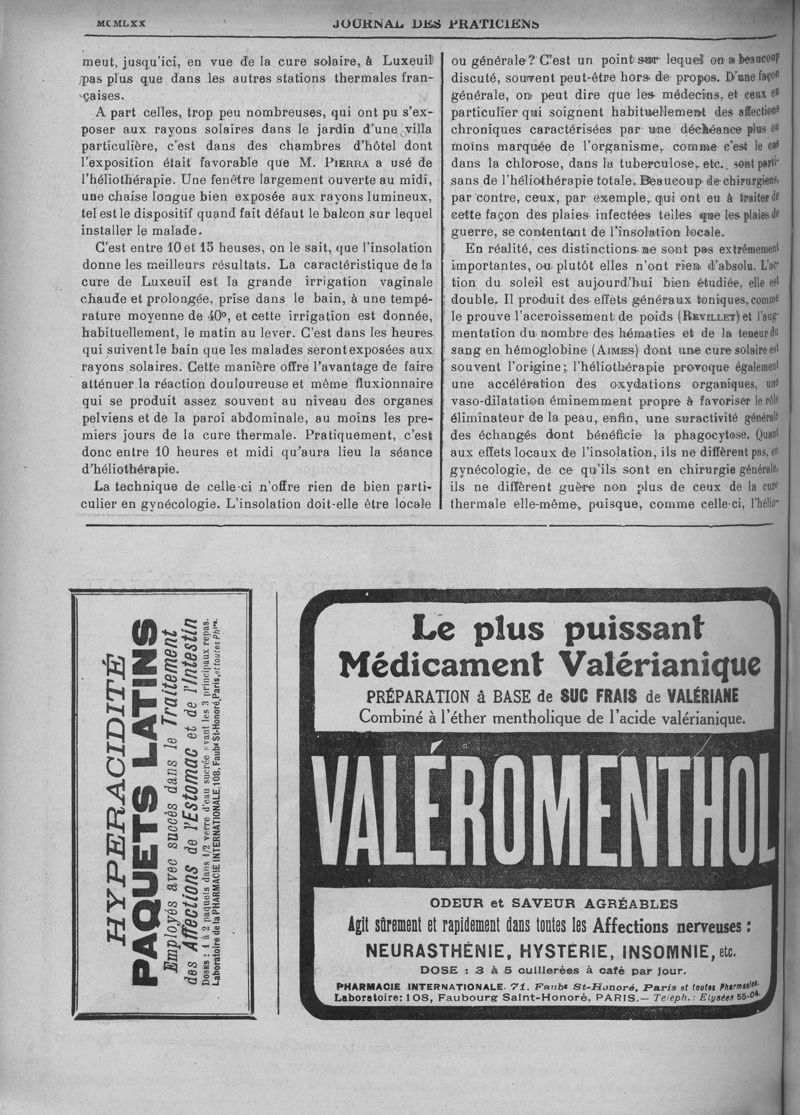 MCMLXX
JOURNAL DES PRATICIENS
meut, jusqu'ici, en vue de la cure solaire, à Luxeuil
pas plus que dans les autres stations thermales fran-
çaises.
A part celles, trop peu nombreuses, qui ont pu s'ex-
poser aux rayons solaires dans le jardin d'une villa
particulière, c'est dans des chambres d'hôtel dont
l'exposition était favorable que M. PIERRA a usé de
l'héliothérapie. Une fenêtre largement ouverte au midi,
une chaise longue bien exposée aux rayons lumineux,
tel est le dispositif quand fait défaut le balcon sur lequel
installer le malade.
C'est entre 10 et 15 heuses, on le sait, que l'insolation
donne les meilleurs résultats. La caractéristique de la
cure de Luxeuil est la grande irrigation vaginale
chaude et prolongée, prise dans le bain, à une tempé-
rature moyenne de 40°, et cette irrigation est donnée,
habituellement, le matin au lever. C'est dans les heures
qui suivent le bain que les malades seront exposées aux
rayons solaires. Cette manière offre l'avantage de faire
atténuer la réaction douloureuse et même fluxionnaire
qui se produit assez souvent au niveau des organes
pelviens et de la paroi abdominale, au moins les pre-
miers jours de la cure thermale. Pratiquement, c'est
donc entre 10 heures et midi qu'aura lieu la séance
d'héliothérapie.
La technique de celle-ci n'offre rien de bien parti-
culier en gynécologie. L'insolation doit-elle être locale
ou générale? C'est un point sur lequel on a beaucoup
discuté, souvent peut-être hors de propos. D'une façon
générale, on peut dire que les médecins, et ceux en
particulier qui soignent habituellement des affections
chroniques caractérisées par une déchéance plus ou
moins marquée de l'organisme, comme c'est le cas
dans la chlorose, dans la tuberculose, etc., sont parti-
sans de l'héliothérapie totale. Beaucoup de chirurgiens,
par contre, ceux, par exemple, qui ont eu à traiter de
cette façon des plaies infectées telles que les plaies de
guerre, se contentant de l'insolation locale.
En réalité, ces distinctions ne sont pas extrêmement
importantes, ou plutôt elles n'ont rien d'absolu. L'ac-
tion du soleil est aujourd'hui bien étudiée, elle est
double. Il produit des effets généraux toniques, comme
le prouve l'accroissement de poids (REVILLET) et l'aug-
mentation du nombre des hématies et de la teneur du
sang en hémoglobine (AIMES) dont une cure solaire est
souvent l'origine; l'héliothérapie provoque également
une accélération des oxydations organiques, une
vaso-dilatation éminemment propre à favoriser le rôle
éliminateur de la peau, enfin, une suractivité générale
des échangés dont bénéficie la phagocytose. Quant
aux effets locaux de l'insolation, ils ne diffèrent pas, en
gynécologie, de ce qu'ils sont en chirurgie générale,
ils ne diffèrent guère non plus de ceux de la cure
thermale elle-même, puisque, comme celle-ci, l'hélio-
HYPERACIDITÉ
PAQUETS LATINS
Employés avec succès dans le Traitement
des Affections de l'Estomac et de l'Intestin
DOSES: 1 à 2 paquets dans 1/2 verre d'eau sucrée avant les 3 principaux repas.
Laboratoire de la PHARMACIE INTERNATIONALE, 108, Faubg St-Honoré, Paris, et toutes Phies.
Le plus puissant
Médicament Valérianique
PRÉPARATION à BASE de SUC FRAIS de VALÉRIANE
Combiné à l'éther mentholique de l'acide valérianique.
VALÉROMENTHOL
ODEUR et SAVEUR AGRÉABLES
Agit sûrement et rapidement dans toutes les Affections nerveuses:
NEURASTHÉNIE, HYSTÉRIE, INSOMNIE, etc.
DOSE : 3 à 5 cuillerées à café par jour.
PHARMACIE INTERNATIONALE. 71, Faubg St-Honoré, Paris et toutes Pharmacies.
Laboratoire: 108, Faubourg Saint-Honoré, PARIS.— Teleph.: Elysées 55-04.